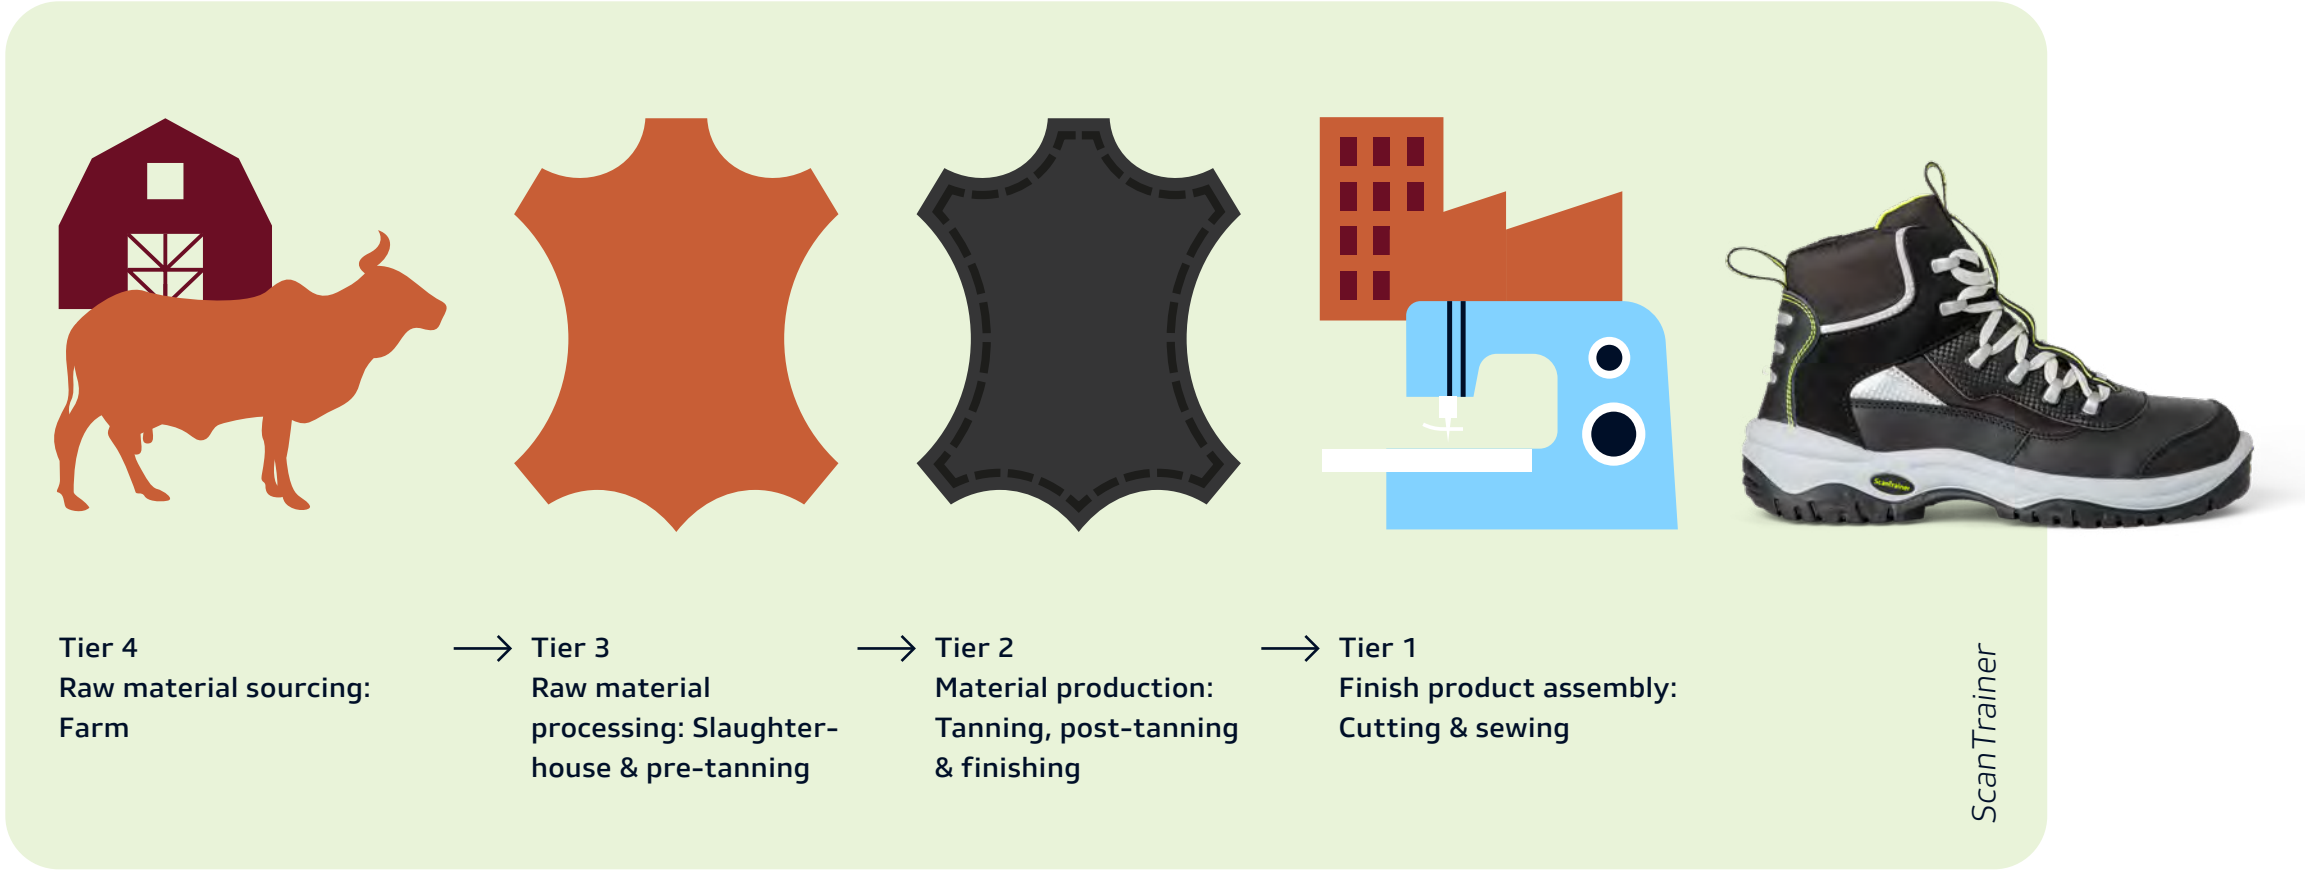 Tier 4
Raw material sourcing:
Farm
Tier 3
Raw material
processing: Slaughter-
house & pre-tanning
Tier 2
Material production:
Tanning, post-tanning
& finishing
Tier 1
Finish product assembly:
Cutting & sewing
ScanTrainer
ScanTrainer